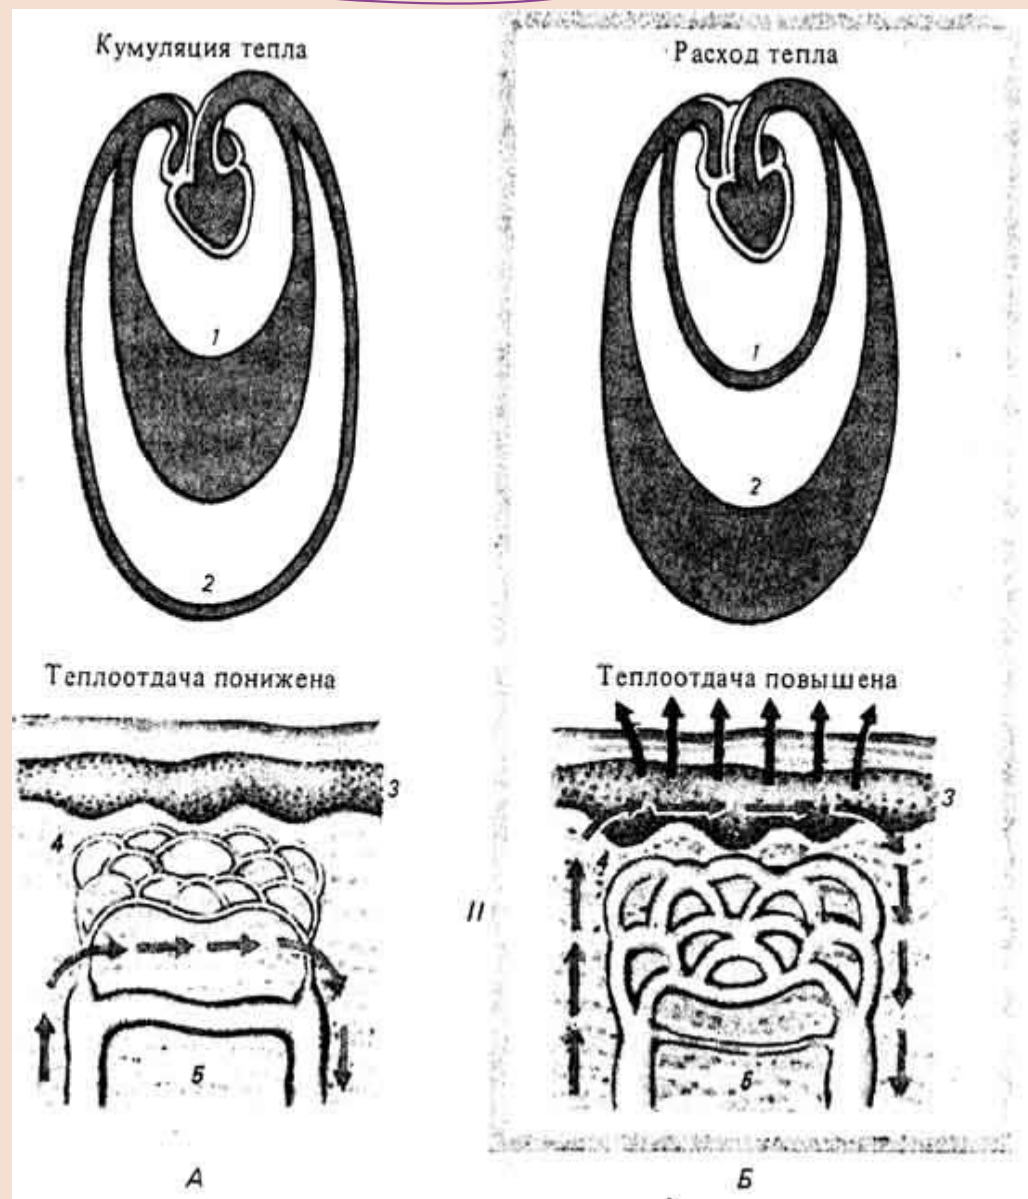 Кумуляция тепла
Расход тепла
1
2
1
2
Теплоотдача понижена
Теплоотдача повышена
3
4
5
3
4
II
5
А
Б